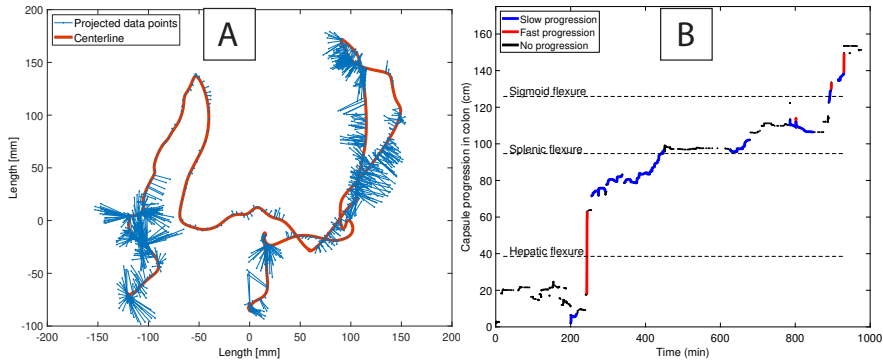 A
Projected data points
Centerline
200
150
100
50
0
-50
-100
Length [mm]
-200
-150
-100
-50
0
50
100
150
200
Length [mm]
B
Slow progression
Fast progression
No progression
160
140
120
100
80
60
40
20
0
Capsule progression in colon (cm)
Sigmoid flexure
Splenic flexure
Hepatic flexure
0
200
400
600
800
1000
Time (min)